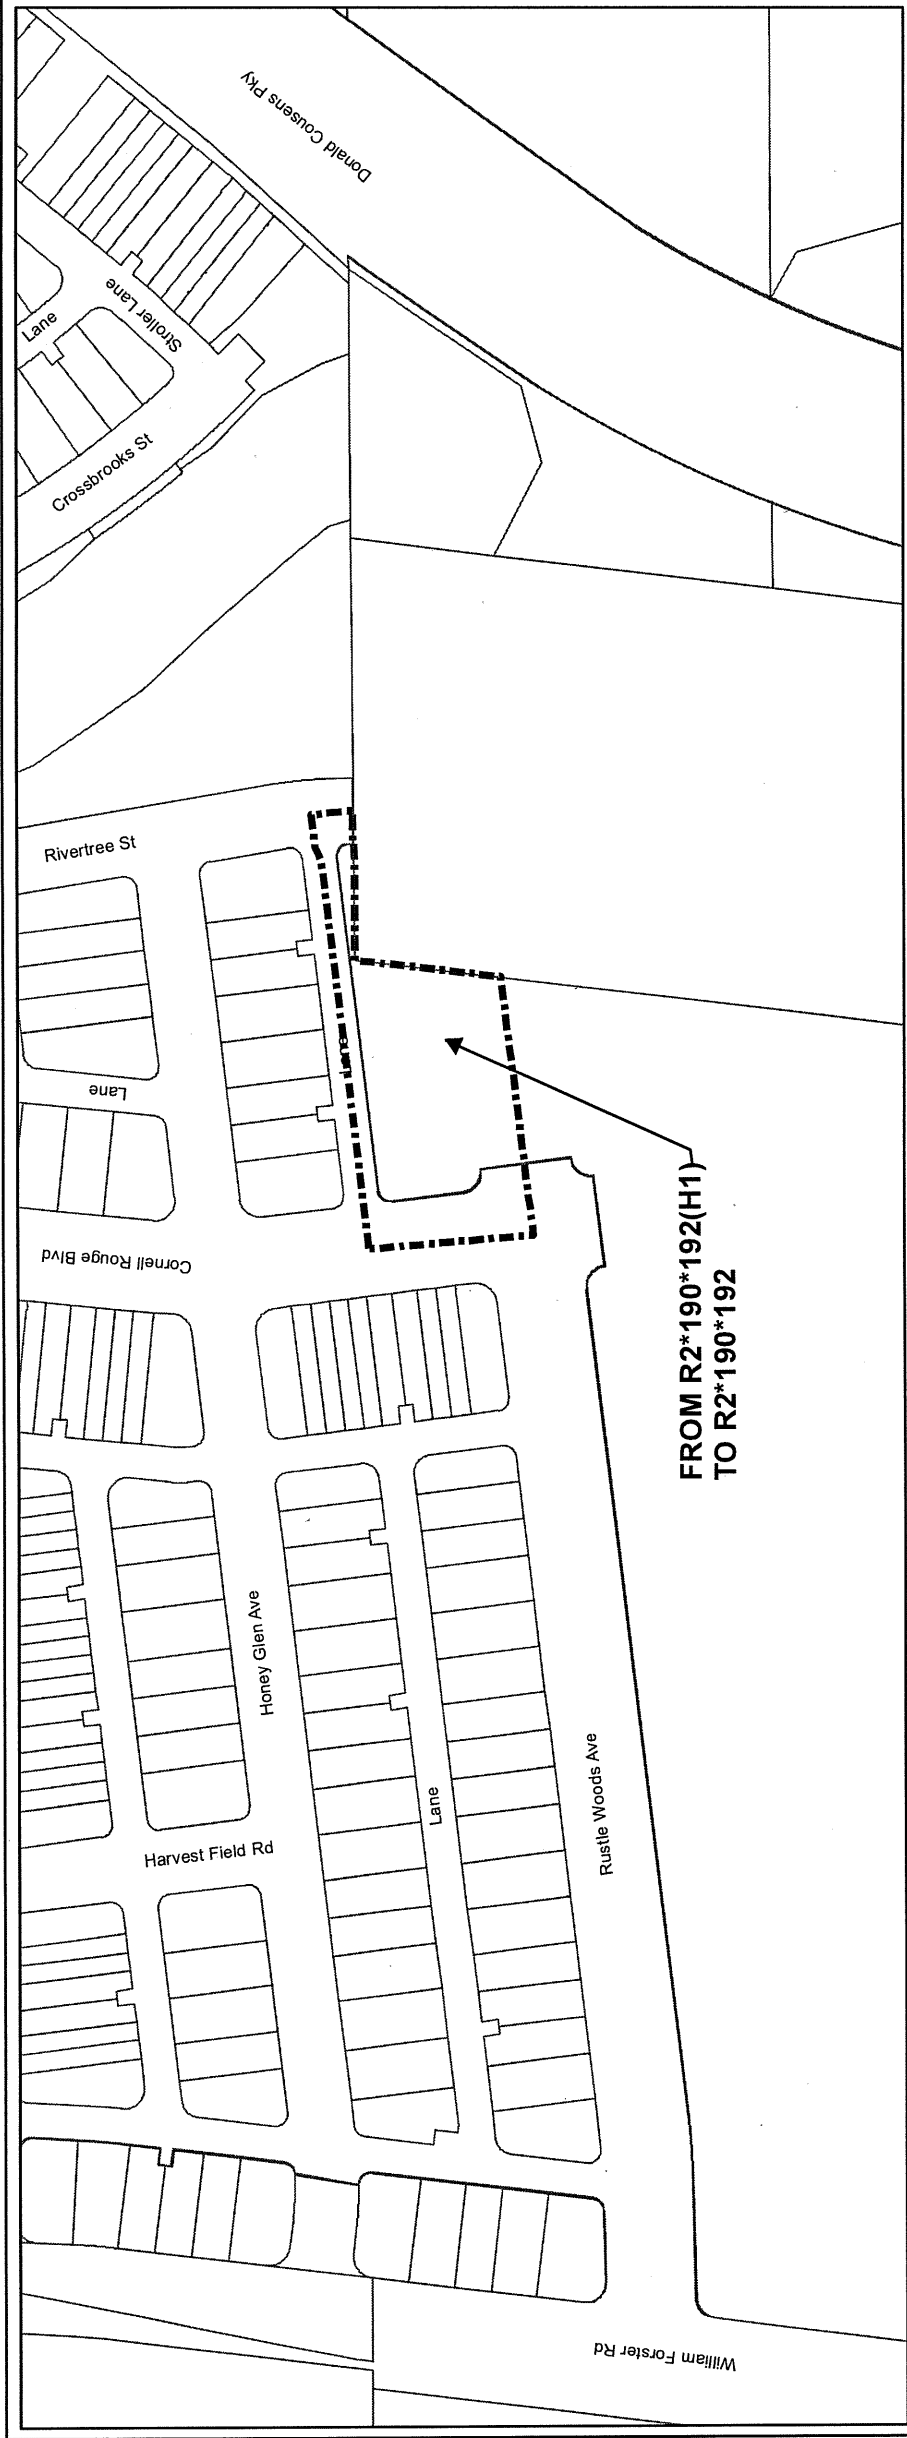 Donald Cousens Pky
Stroller Lane
Lane
Crossbrooks St
Rivertree St
Lane
Lane
Cornell Rouge Blvd
FROM R2*190*192(H1)
TO R2*190*192
Honey Glen Ave
Harvest Field Rd
Lane
Rustle Woods Ave
William Forster Rd